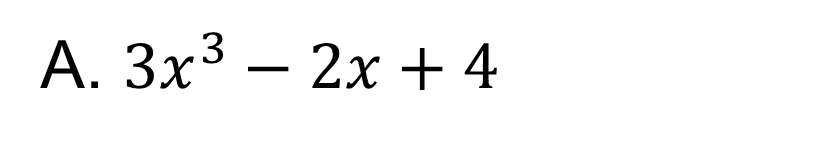 A. 3x³ − 2x + 4